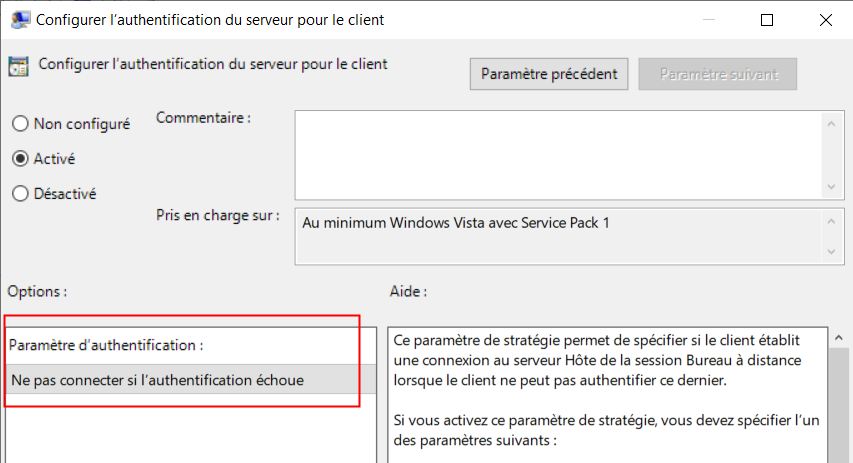 Configurer l'authentification du serveur pour le client
Configurer l'authentification du serveur pour le client
Paramètre précédent
Paramètre suivant
Non configuré
Commentaire :
Activé
Désactivé
Pris en charge sur :
Au minimum Windows Vista avec Service Pack 1
Options :
Aide :
Paramètre d'authentification :
Ne pas connecter si l'authentification échoue
Ce paramètre de stratégie permet de spécifier si le client établit
une connexion au serveur Hôte de la session Bureau à distance
lorsque le client ne peut pas authentifier ce dernier.
Si vous activez ce paramètre de stratégie, vous devez spécifier l'un
des paramètres suivants :